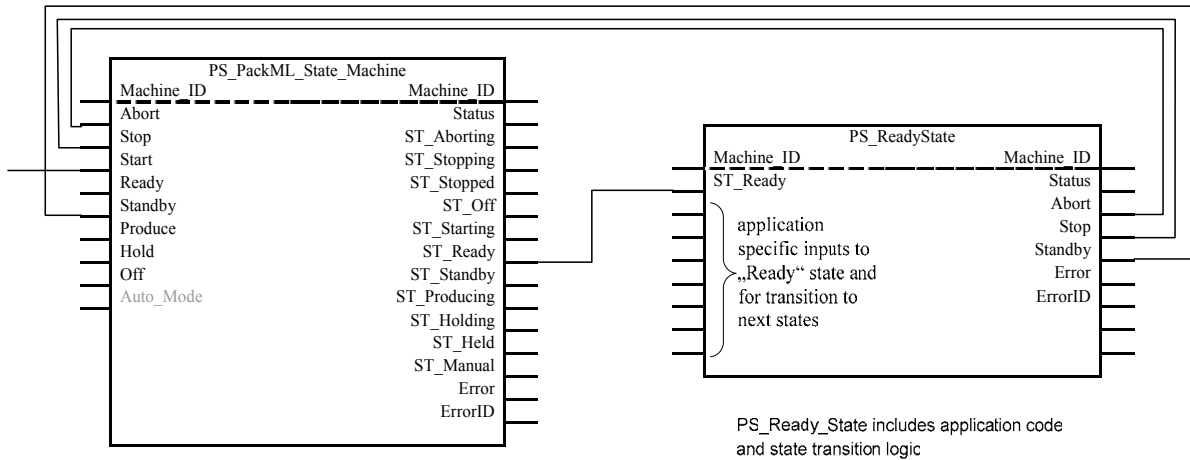 PS_PackML_State_Machine
Machine_ID Machine_ID
Abort Status
Stop ST_Aborting
Start ST_Stopping
Ready ST_Stopped
Standby ST_Off
Produce ST_Starting
Hold ST_Ready
Off ST_Standby
Auto_Mode ST_Producing
ST_Holding
ST_Held
ST_Manual
Error
ErrorID
PS_ReadyState
Machine_ID Machine_ID
ST_Ready Status
Abort
application Stop
specific inputs to Standby
„Ready“ state and Error
for transition to ErrorID
next states
PS_Ready_State includes application code
and state transition logic